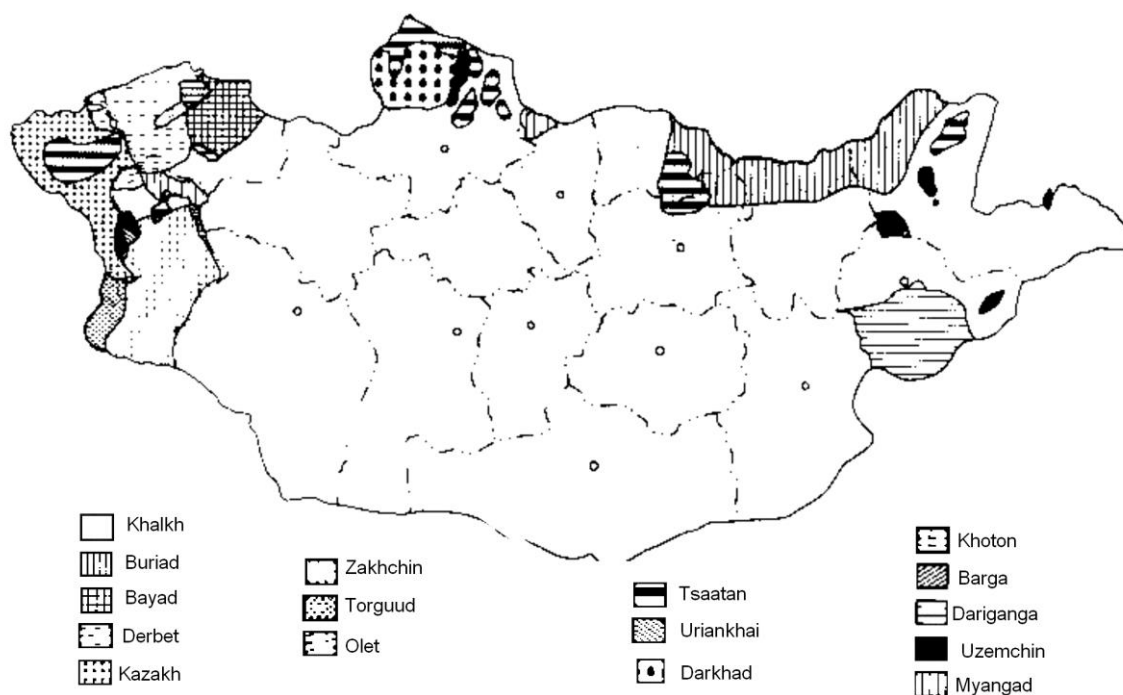 Khalkh
Buriad
Bayad
Derbet
Kazakh
Zakhchin
Torguud
Olet
Tsaatan
Uriankhai
Darkhad
Khoton
Barga
Dariganga
Uzemchin
Myangad